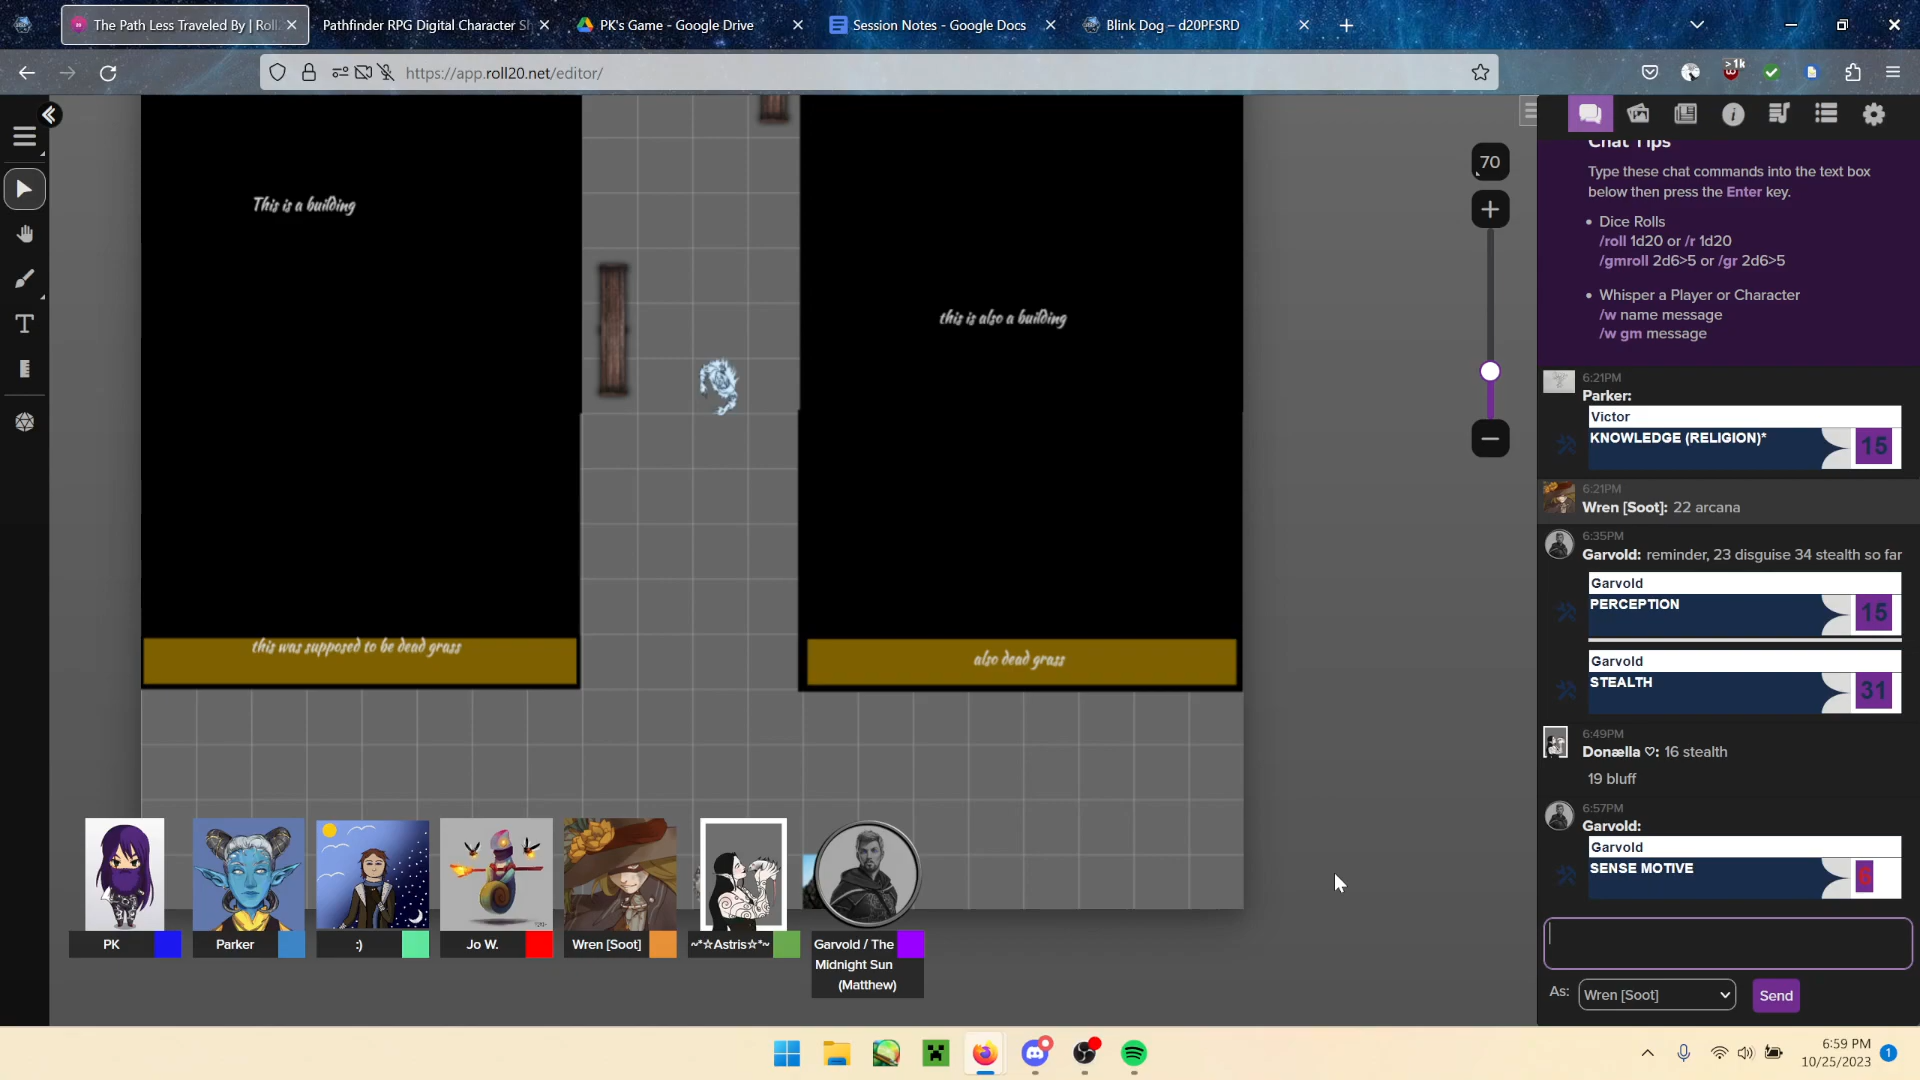 The Path Less Traveled By | Roll
Pathfinder RPG Digital Character Sh
PK's Game - Google Drive
Session Notes - Google Docs
Blink Dog – d20PFSRD
https://app.roll20.net/editor/
>1k
70
This is a building
this is also a building
this was supposed to be dead grass
also dead grass
PK
Parker
:)
Jo W.
Wren [Soot]
~*☆Astris☆*~
Garvold / The
Midnight Sun
(Matthew)
Chat Tips
Type these chat commands into the text box
below then press the Enter key.
• Dice Rolls
/roll 1d20 or /r 1d20
/gmroll 2d6>5 or /gr 2d6>5
• Whisper a Player or Character
/w name message
/w gm message
6:21PM
Parker:
Victor
KNOWLEDGE (RELIGION)* 15
6:21PM
Wren [Soot]: 22 arcana
6:35PM
Garvold: reminder, 23 disguise 34 stealth so far
Garvold
PERCEPTION 15
Garvold
STEALTH 31
6:49PM
Donælla ♡: 16 stealth
19 bluff
6:57PM
Garvold:
Garvold
SENSE MOTIVE 6
As: Wren [Soot] Send
6:59 PM
10/25/2023
1